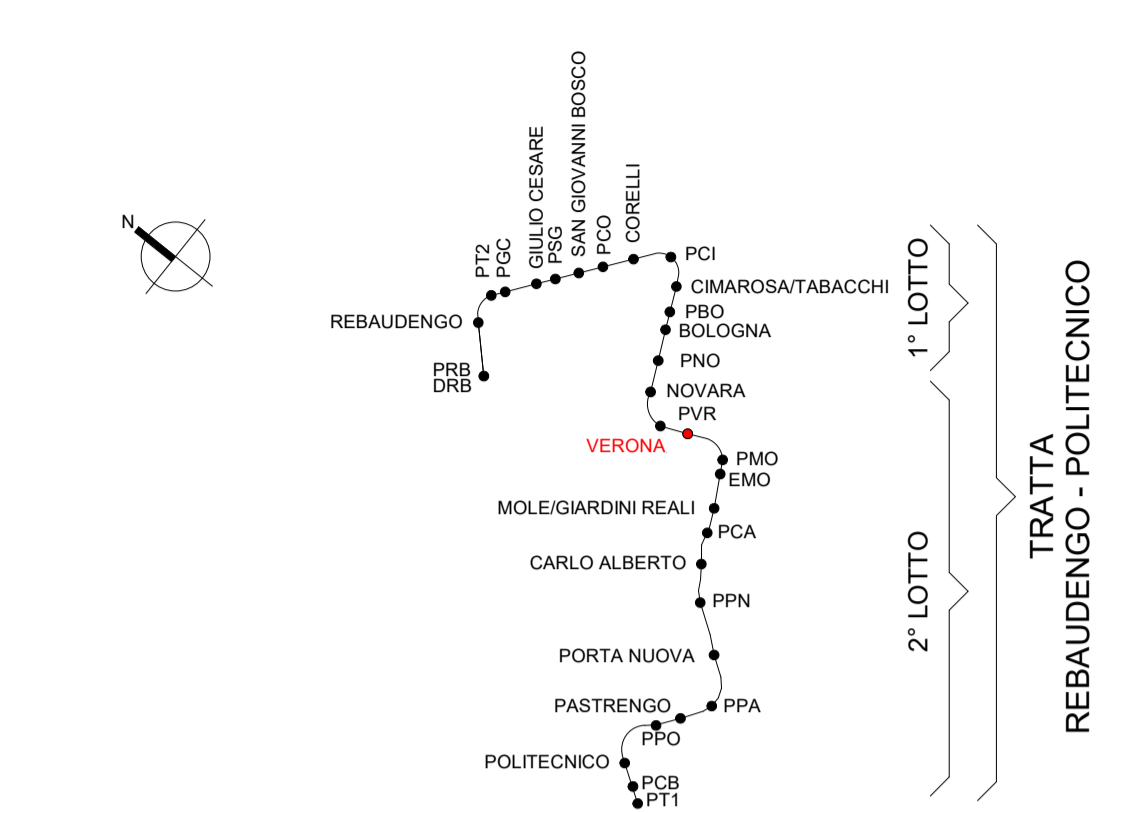 N
PT2
PGC
GIULIO CESARE
PSG
SAN GIOVANNI BOSCO
PCO
CORELLI
PCI
CIMAROSA/TABACCHI
REBAUDENGO
PBO
BOLOGNA
PRB
DRB
PNO
NOVARA
PVR
VERONA
PMO
EMO
MOLE/GIARDINI REALI
PCA
CARLO ALBERTO
PPN
PORTA NUOVA
PASTRENGO
PPA
PPO
POLITECNICO
PCB
PT1
1° LOTTO
2° LOTTO
TRATTA
REBAUDENGO - POLITECNICO